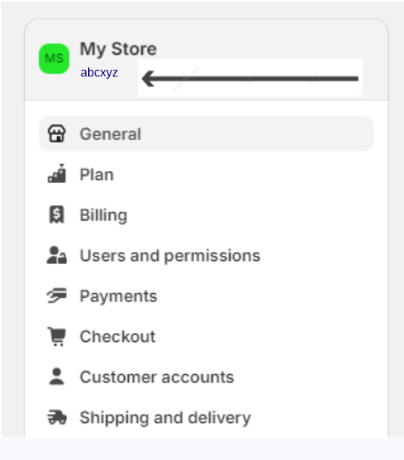 MS
My Store
abcxyz
General
Plan
Billing
Users and permissions
Payments
Checkout
Customer accounts
Shipping and delivery